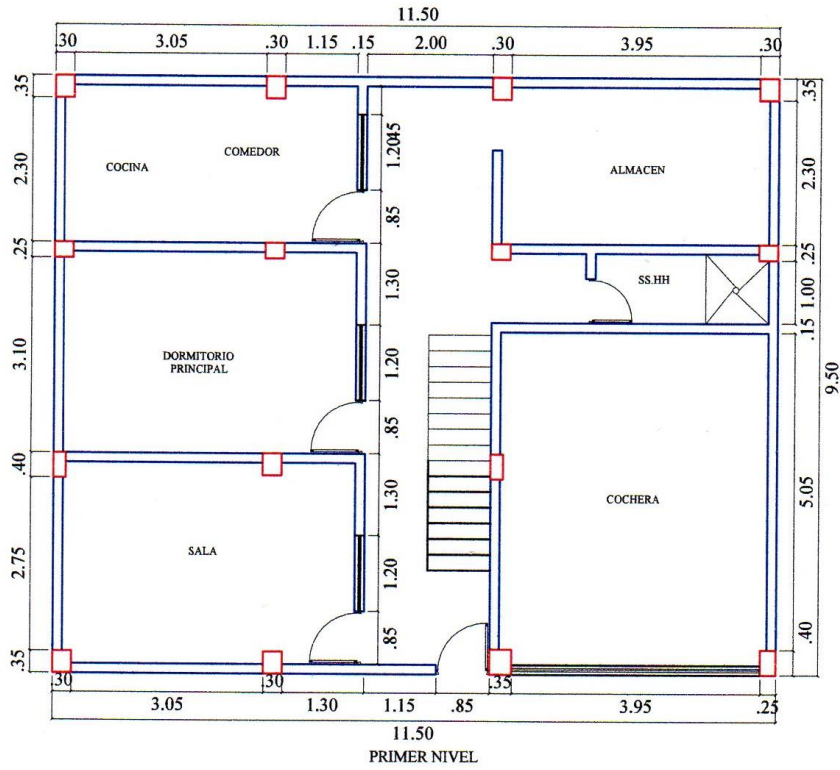 11.50
.30 3.05 .30 1.15 .15 2.00 .30 3.95 .30
.35 2.30 .25 3.10 .40 2.75 .35
.45 1.20 .85 1.30 1.20 .85 1.30 1.20 .85
.35 2.30 .25 1.00 .15 5.05 .40
9.50
COCINA
COMEDOR
ALMACEN
SS.HH
DORMITORIO
PRINCIPAL
COCHERA
SALA
.30 .30 .35
3.05 1.30 1.15 .85 3.95 .25
11.50
PRIMER NIVEL